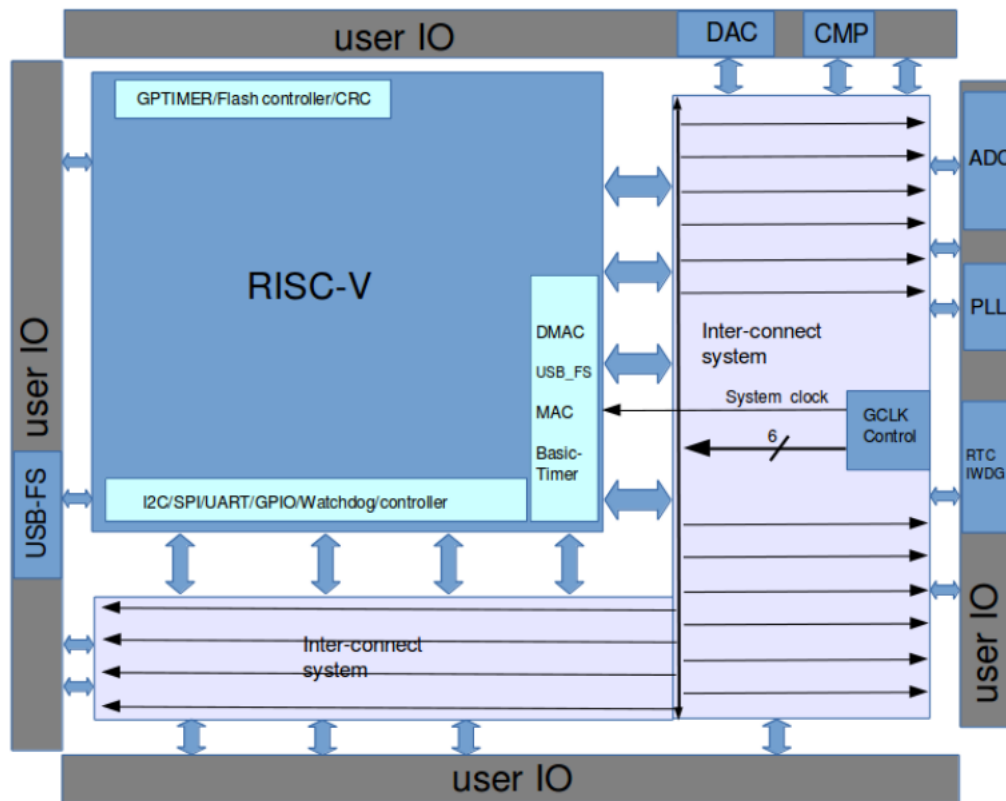 user IO
DAC
CMP
GPTIMER/Flash controller/CRC
ADC
RISC-V
PLL
DMAC
USB_FS
MAC
Basic-
Timer
Inter-connect
system
System clock
6
GCLK
Control
RTC
IWDG
user IO
USB-FS
I2C/SPI/UART/GPIO/Watchdog/controller
Inter-connect
system
user IO
user IO